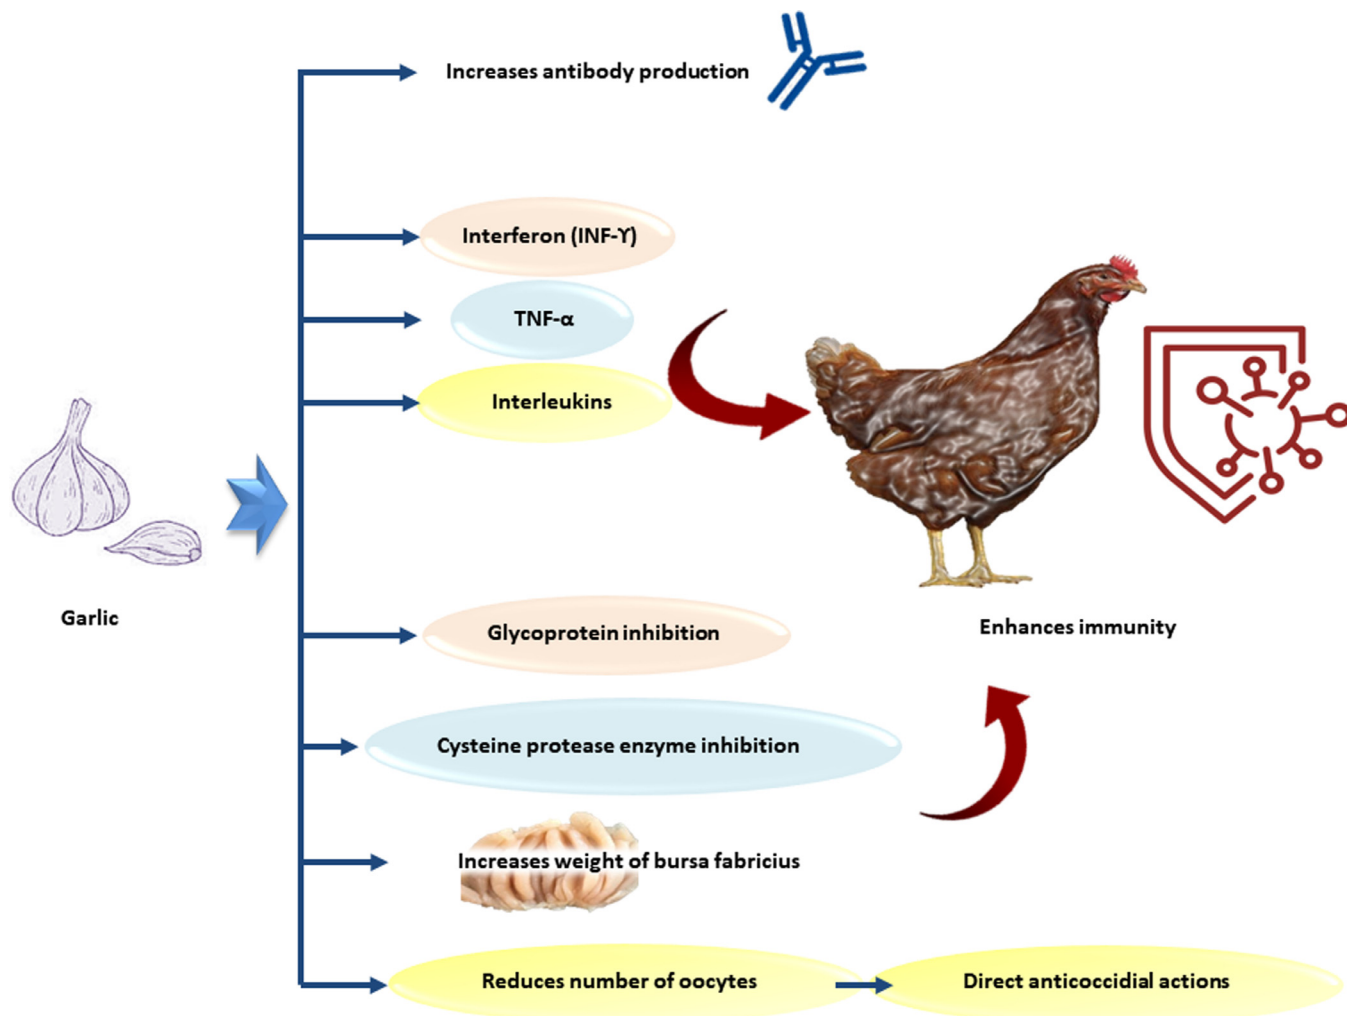 Increases antibody production
Interferon (INF-ϒ)
TNF-α
Interleukins
Garlic
Glycoprotein inhibition
Enhances immunity
Cysteine protease enzyme inhibition
Increases weight of bursa fabricius
Reduces number of oocytes
Direct anticoccidial actions